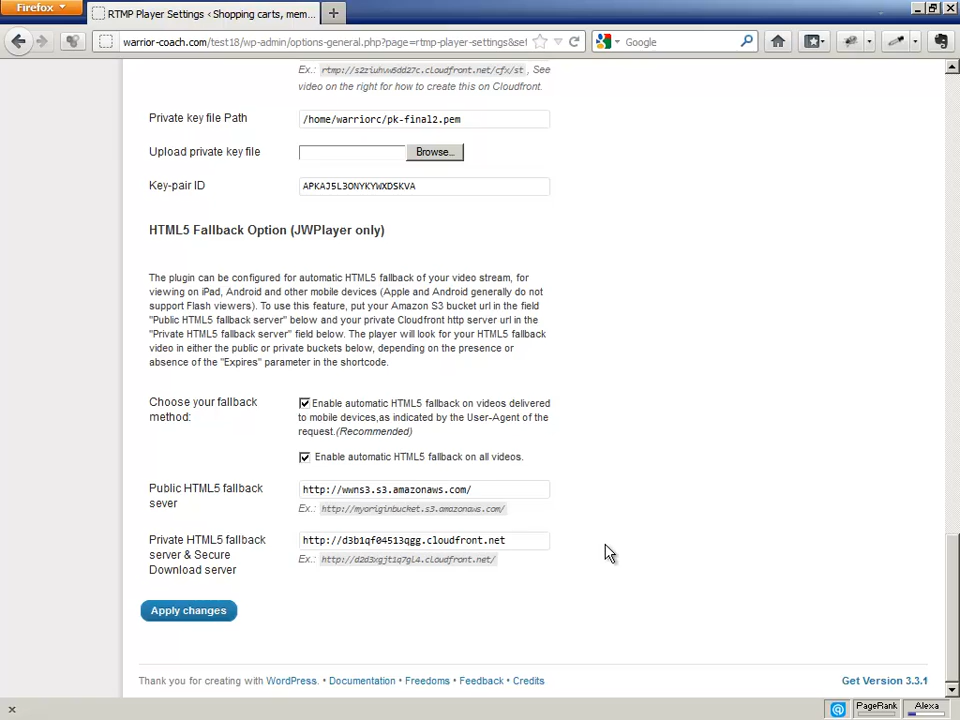 Firefox
RTMP Player Settings ‹ Shopping carts, mem...
warrior-coach.com/test18/wp-admin/options-general.php?page=rtmp-player-settings&set
Google
Ex.: rtmp://s2ziuhvw5dd27c.cloudfront.net/cfx/st , See
video on the right for how to create this on Cloudfront.
Private key file Path
/home/warriorc/pk-final2.pem
Upload private key file
Browse...
Key-pair ID
APKAJ5L3ONYKYWXDSKVA
HTML5 Fallback Option (JWPlayer only)
The plugin can be configured for automatic HTML5 fallback of your video stream, for
viewing on iPad, Android and other mobile devices (Apple and Android generally do not
support Flash viewers). To use this feature, put your Amazon S3 bucket url in the field
"Public HTML5 fallback server" below and your private Cloudfront http server url in the
"Private HTML5 fallback server" field below. The player will look for your HTML5 fallback
video in either the public or private buckets below, depending on the presence or
absence of the "Expires" parameter in the shortcode.
Choose your fallback
method:
Enable automatic HTML5 fallback on videos delivered
to mobile devices,as indicated by the User-Agent of the
request.(Recommended)
Enable automatic HTML5 fallback on all videos.
Public HTML5 fallback
sever
http://wwns3.s3.amazonaws.com/
Ex.: http://myoriginbucket.s3.amazonaws.com/
Private HTML5 fallback
server & Secure
Download server
http://d3b1qf04513qgg.cloudfront.net
Ex.: http://d2d3xgjt1q7gl4.cloudfront.net/
Apply changes
Thank you for creating with WordPress. • Documentation • Freedoms • Feedback • Credits
Get Version 3.3.1
PageRank
Alexa